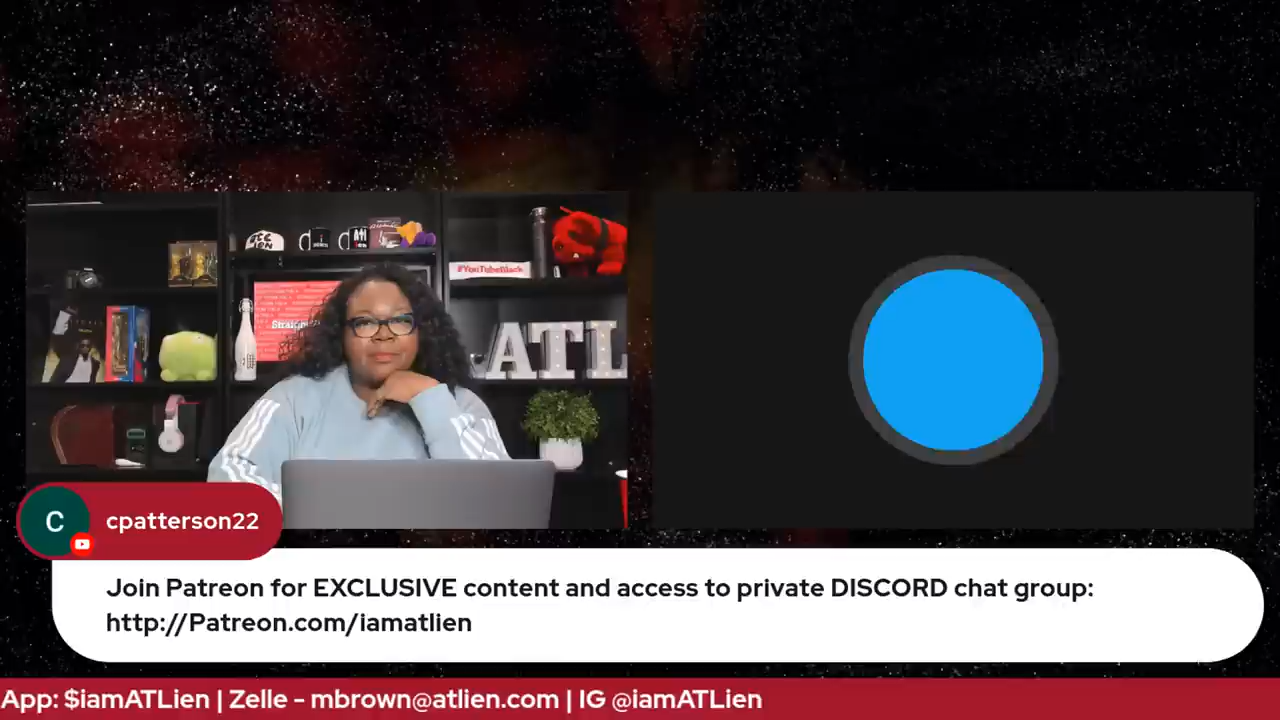 #YouTubeBlack
ATL
C
cpatterson22
Join Patreon for EXCLUSIVE content and access to private DISCORD chat group:
http://Patreon.com/iamatlien
App: $iamATLien | Zelle - mbrown@atlien.com | IG @iamATLien